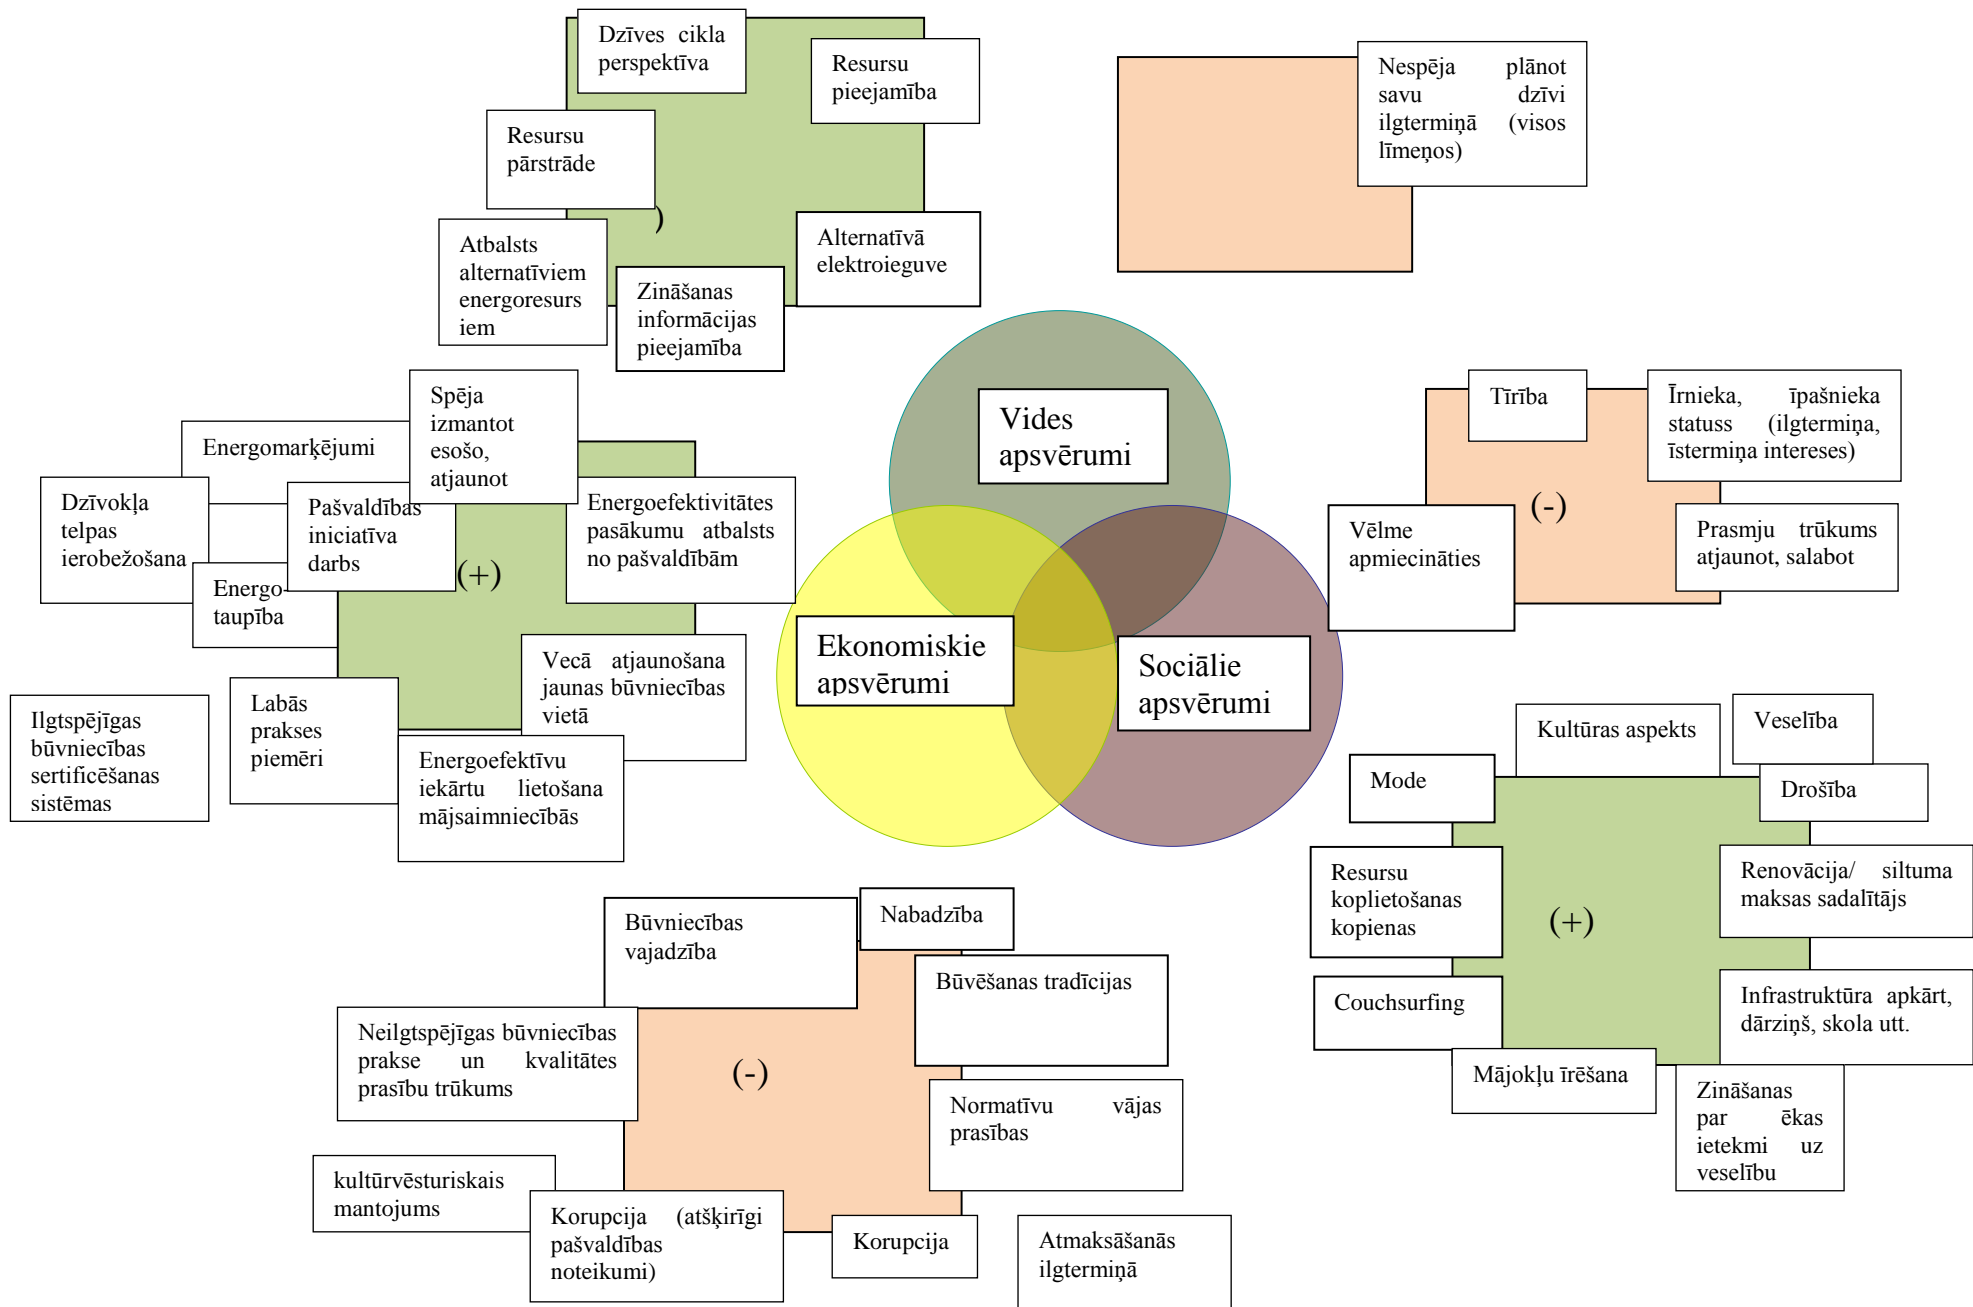 Dzīves cikla
perspektīva
Resursu
pieejamība
Resursu
pārstrāde
)
Atbalsts
alternatīviem
energoresurs
iem
Zināšanas
informācijas
pieejamība
Alternatīvā
elektroieguve
Nespēja plānot
savu dzīvi
ilgtermiņā (visos
līmeņos)
Vides
apsvērumi
Ekonomiskie
apsvērumi
Sociālie
apsvērumi
Spēja
izmantot
esošo,
atjaunot
Energomarķējumi
Dzīvokļa
telpas
ierobežošana
Pašvaldības
iniciatīva
darbs
Energo-
taupība
(+)
Energoefektivitātes
pasākumu atbalsts
no pašvaldībām
Vecā atjaunošana
jaunas būvniecības
vietā
Labās
prakses
piemēri
Ilgtspējīgas
būvniecības
sertificēšanas
sistēmas
Energoefektīvu
iekārtu lietošana
mājsaimniecībās
Tīrība
Īrnieka, īpašnieka
statuss (ilgtermiņa,
īstermiņa intereses)
(-)
Vēlme
apmiecināties
Prasmju trūkums
atjaunot, salabot
Kultūras aspekts
Veselība
Mode
Drošība
Resursu
koplietošanas
kopienas
(+)
Renovācija/ siltuma
maksas sadalītājs
Couchsurfing
Infrastruktūra apkārt,
dārziņš, skola utt.
Mājokļu īrēšana
Zināšanas
par ēkas
ietekmi uz
veselību
Būvniecības
vajadzība
Nabadzība
Būvēšanas tradīcijas
Neilgtspējīgas būvniecības
prakse un kvalitātes
prasību trūkums
(-)
Normatīvu vājas
prasības
kultūrvēsturiskais
mantojums
Korupcija (atšķirīgi
pašvaldības
noteikumi)
Korupcija
Atmaksāšanās
ilgtermiņā